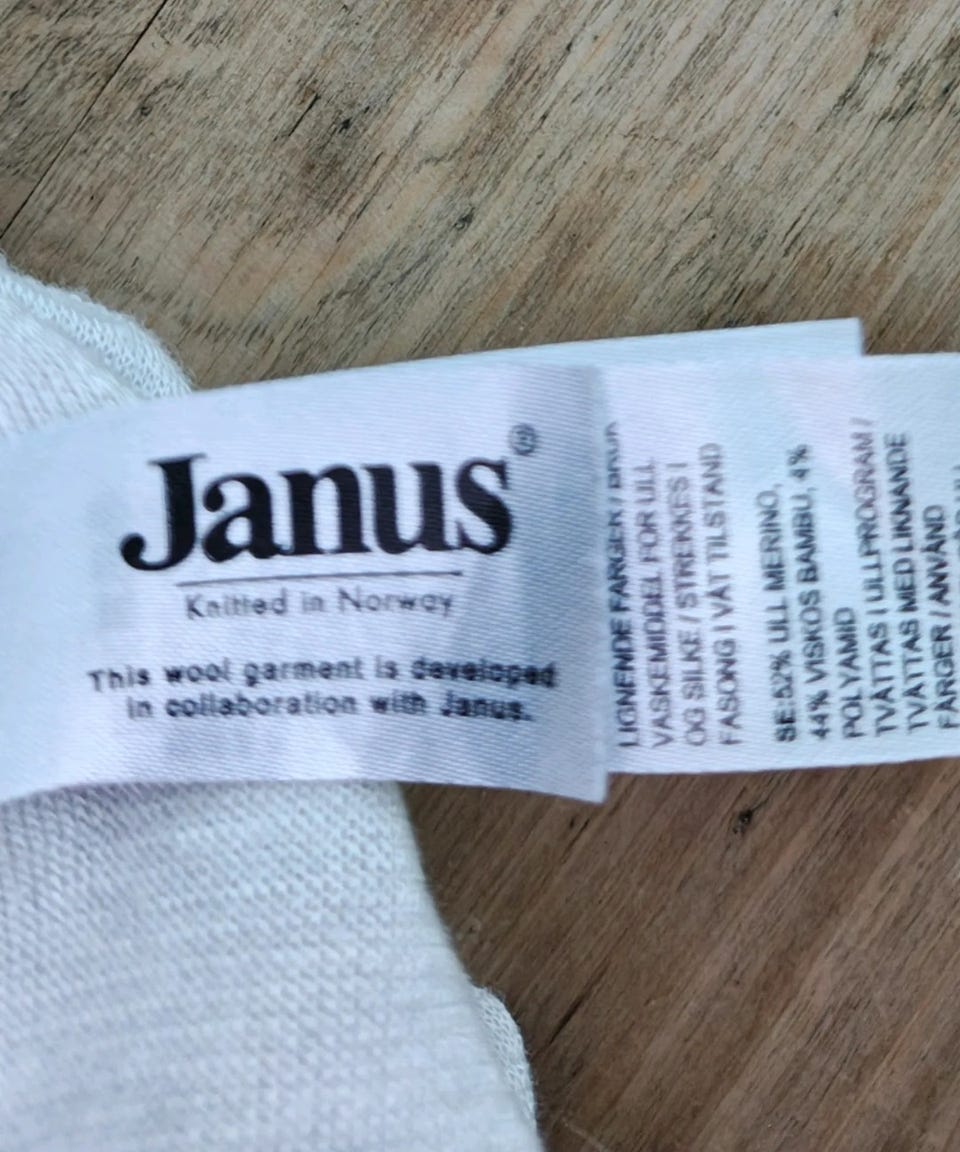 Janus®
Knitted in Norway
This wool garment is developed
in collaboration with Janus.
LIGNENDE FARGER /
VASKEMIDDEL FOR ULL
OG SILKE / STREKKES I
FASONG I VÅT TILSTAND
SE:52% ULL MERINO,
44% VISKOS BAMBU, 4%
POLYAMID
TVÄTTAS I ULLPROGRAM /
TVÄTTAS MED LIKNANDE
FÄRGER / ANVÄND